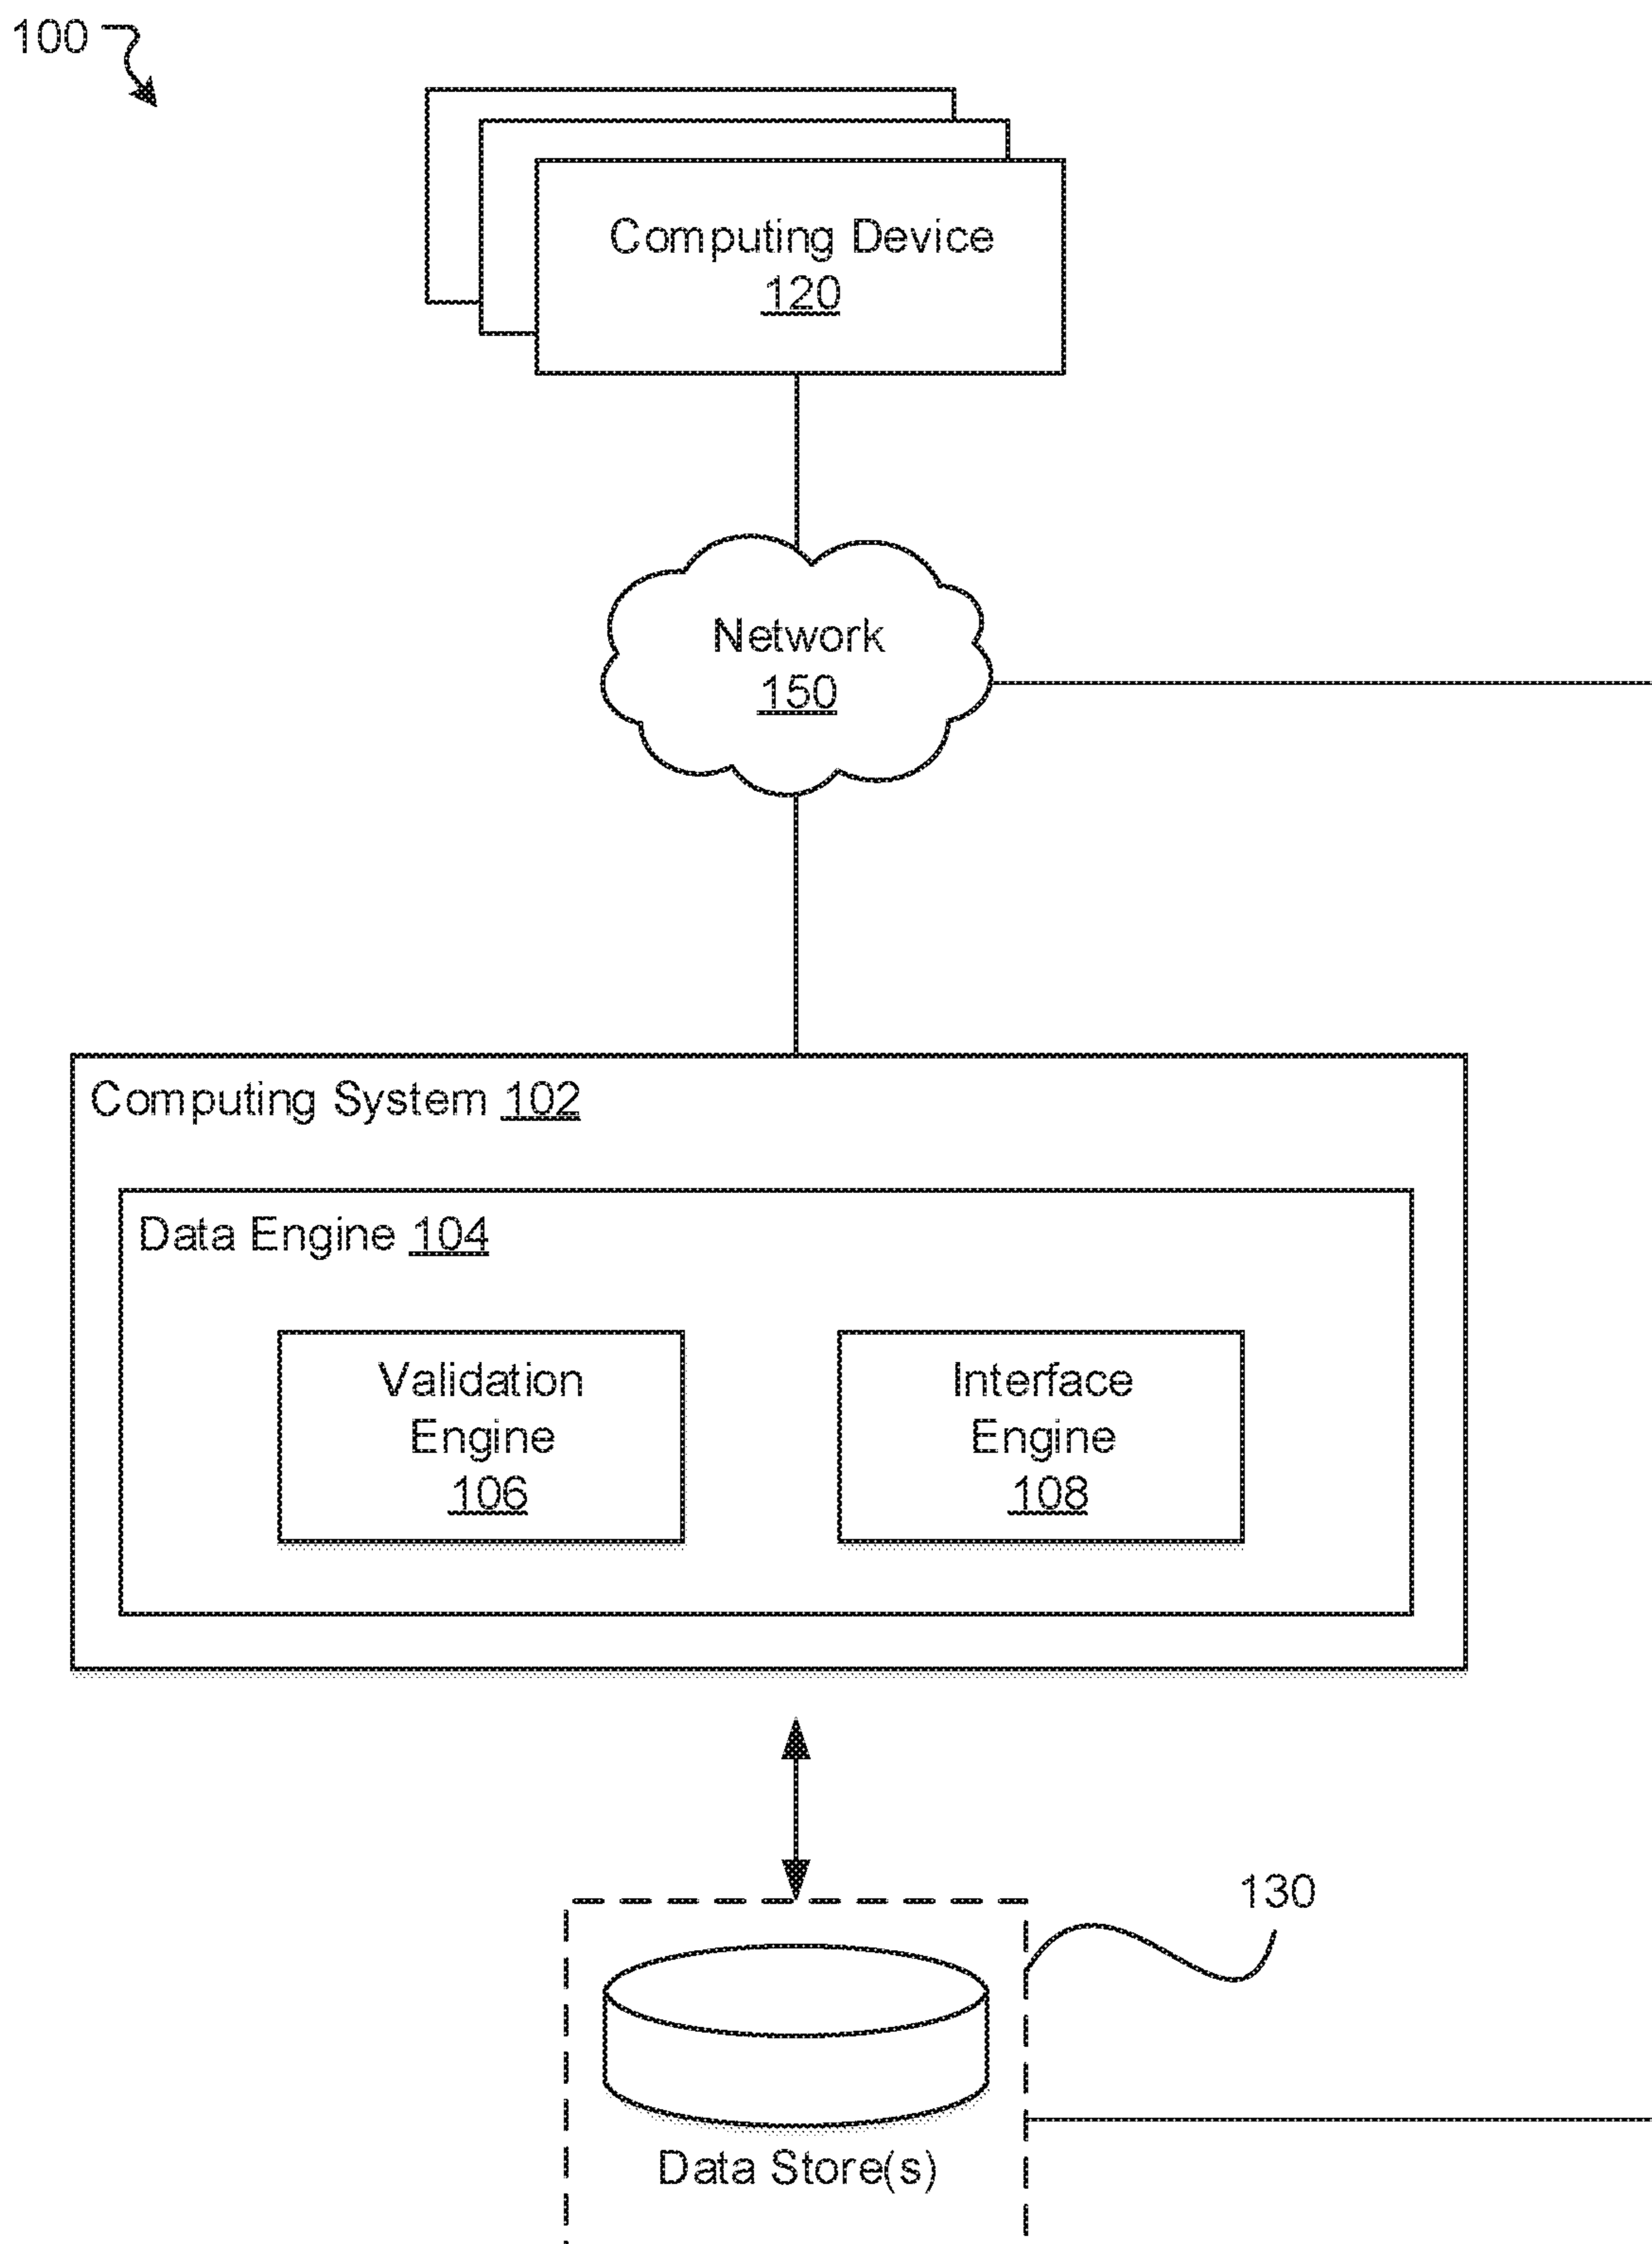 100
Computing Device
120
Network
150
Computing System 102
Data Engine 104
Validation
Engine
106
Interface
Engine
108
130
Data Store(s)